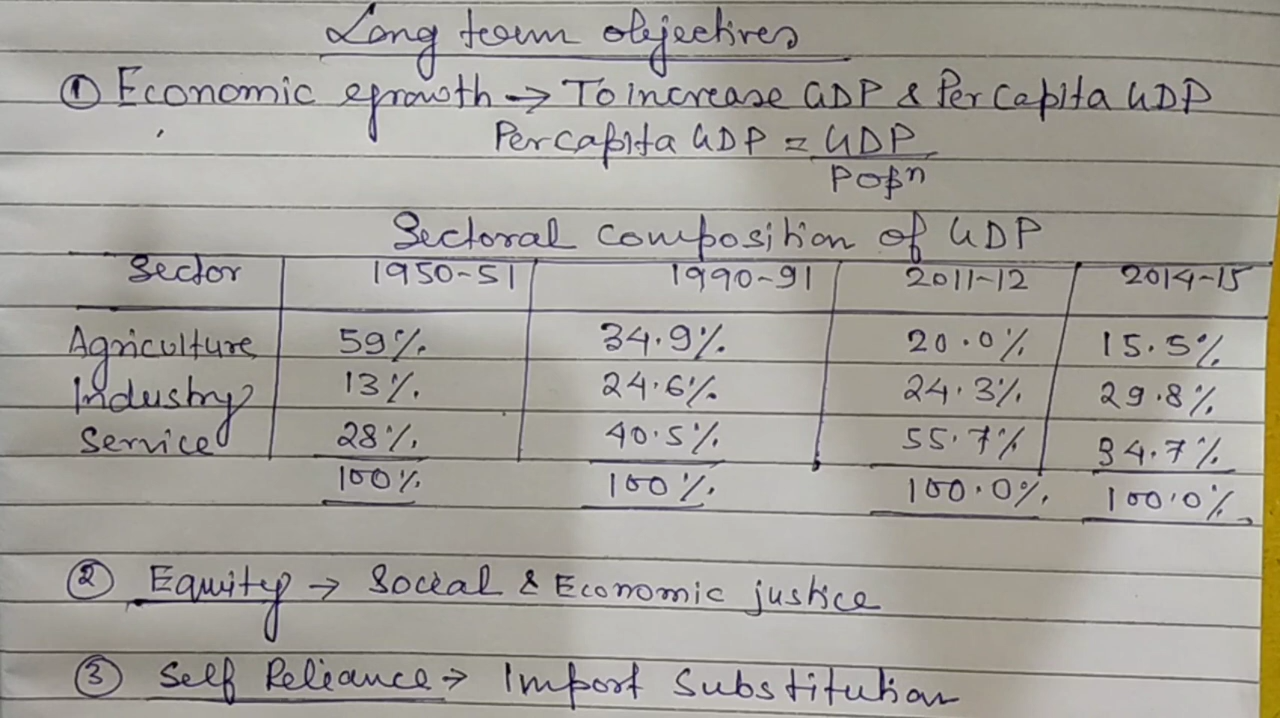 Long term objectives
① Economic growth → To increase GDP & Per Capita GDP
Per Capita GDP = GDP
Popⁿ
Sectoral Composition of GDP
Sector 1950-51 1990-91 2011-12 2014-15
Agriculture 59% 34.9% 20.0% 15.5%
Industry 13% 24.6% 24.3% 29.8%
Service 28% 40.5% 55.7% 34.7%
100% 100% 100.0% 100.0%
② Equity → Social & Economic justice
③ Self Reliance → Import Substitution